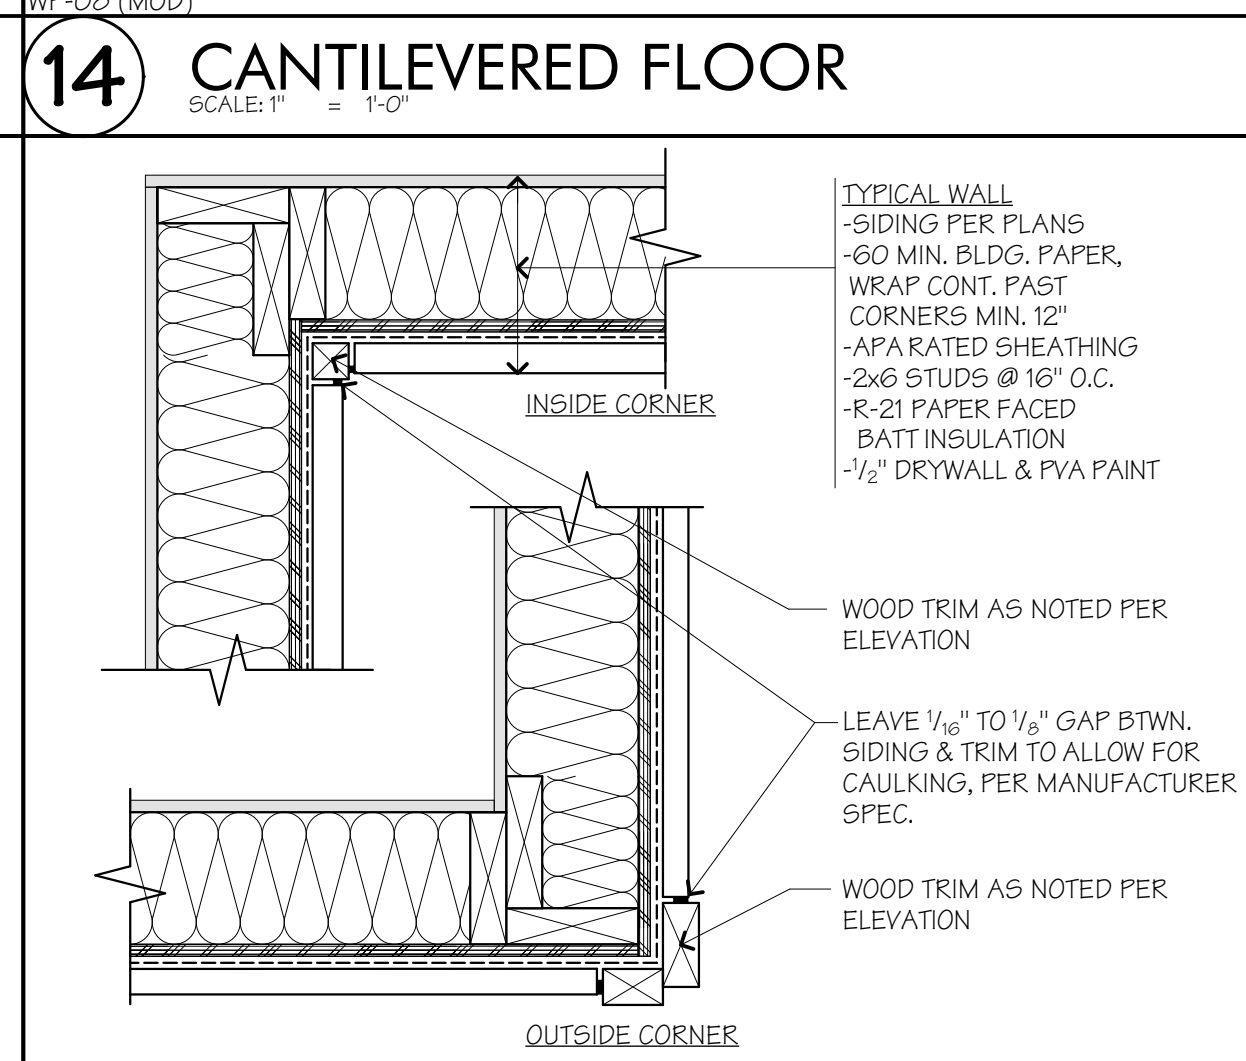 WP-08 (MOD)
14 CANTILEVERED FLOOR
SCALE: 1" = 1'-0"
TYPICAL WALL
-SIDING PER PLANS
-60 MIN. BLDG. PAPER,
WRAP CONT. PAST
CORNERS MIN. 12"
-APA RATED SHEATHING
-2x6 STUDS @ 16" O.C.
-R-21 PAPER FACED
BATT INSULATION
-1/2" DRYWALL & PVA PAINT
INSIDE CORNER
WOOD TRIM AS NOTED PER
ELEVATION
LEAVE 1/16" TO 1/8" GAP BTWN.
SIDING & TRIM TO ALLOW FOR
CAULKING, PER MANUFACTURER
SPEC.
WOOD TRIM AS NOTED PER
ELEVATION
OUTSIDE CORNER